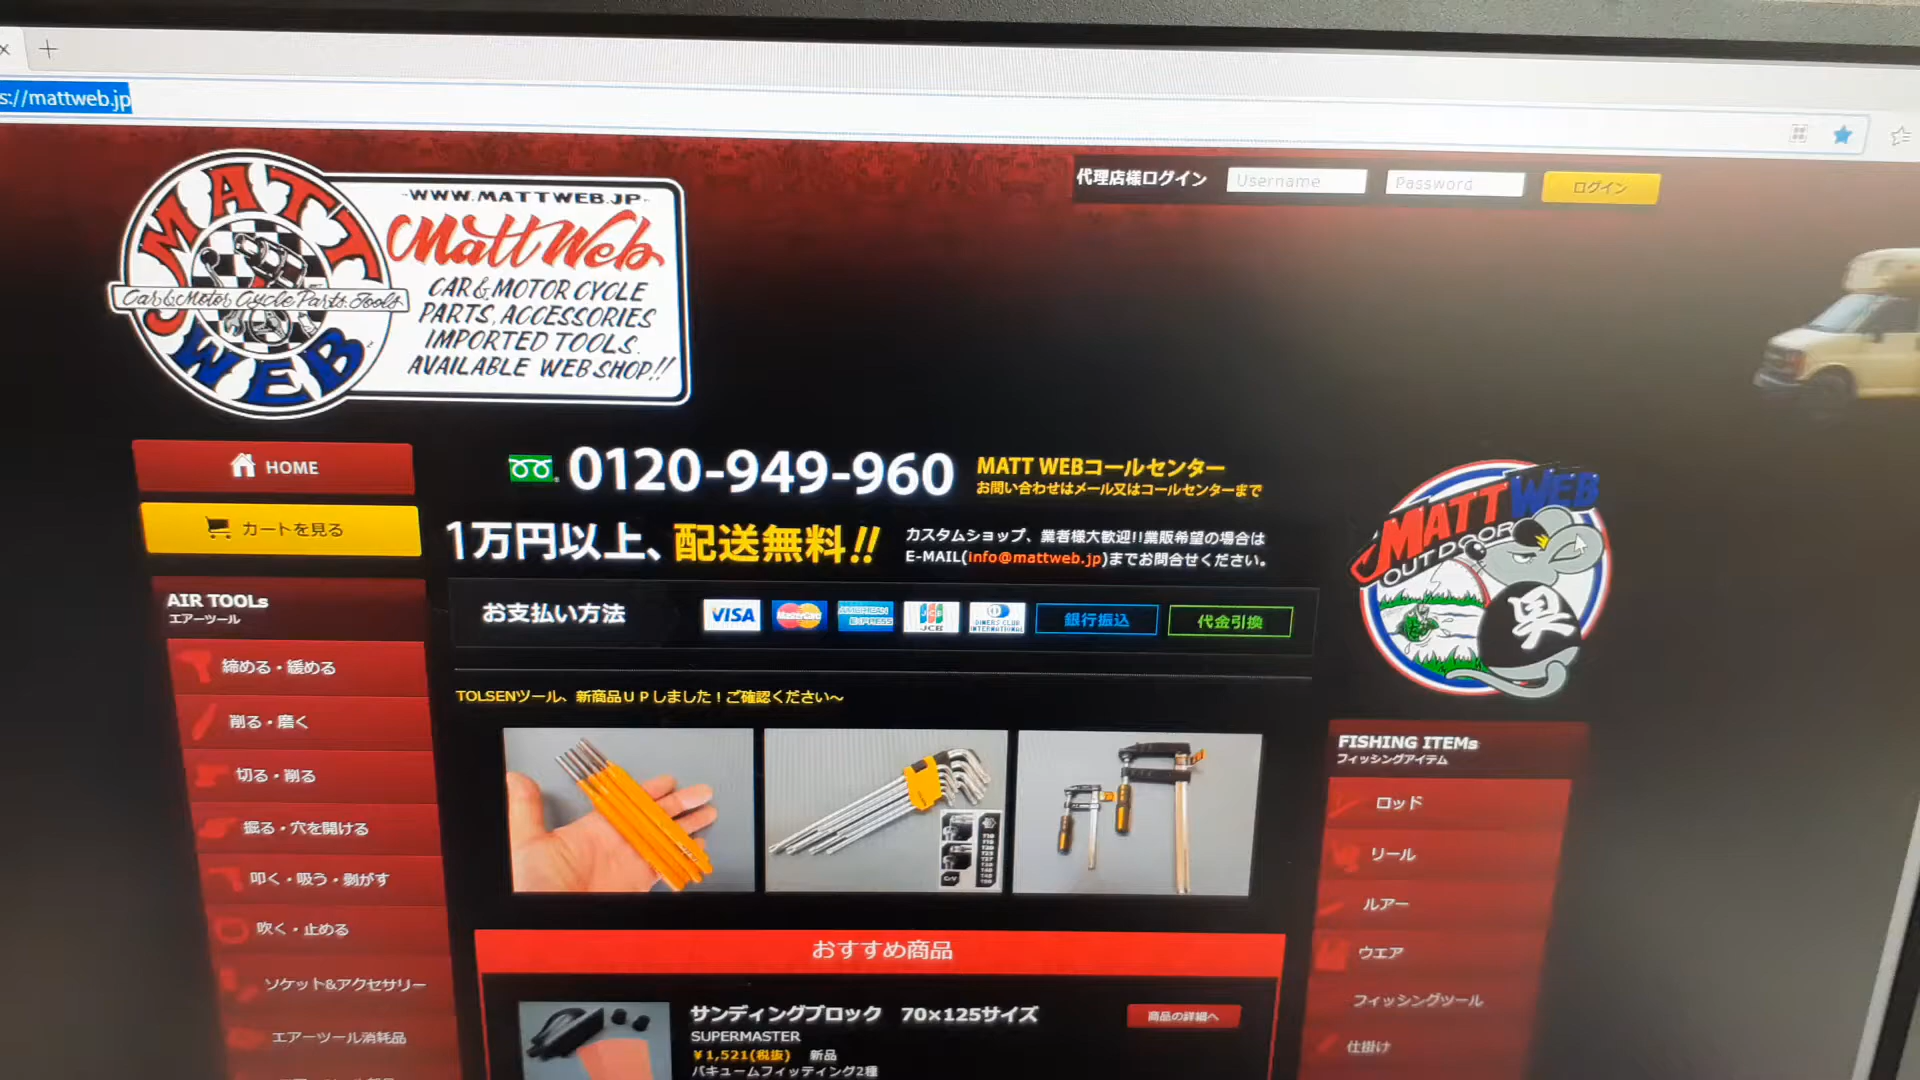 s://mattweb.jp
代理店様ログイン
Username
Password
ログイン
MATT WEB
Car & Motor Cycle Parts. Tools
-WWW.MATTWEB.JP-
Matt Web
CAR & MOTOR CYCLE
PARTS, ACCESSORIES
IMPORTED TOOLS.
AVAILABLE WEB SHOP!!
HOME
カートを見る
0120-949-960
MATT WEBコールセンター
お問い合わせはメール又はコールセンターまで
1万円以上、配送無料!!
カスタムショップ、業者様大歓迎!!業販希望の場合は
E-MAIL(info@mattweb.jp)までお問合せください。
お支払い方法
VISA
MasterCard
AMERICAN EXPRESS
JCB
DINERS CLUB INTERNATIONAL
銀行振込
代金引換
MATT WEB
OUTDOOR
TOLSENツール、新商品ＵＰしました！ご確認ください～
AIR TOOLs
エアーツール
締める・緩める
削る・磨く
切る・削る
掘る・穴を開ける
叩く・吸う・剥がす
吹く・止める
ソケット&アクセサリー
エアーツール消耗品
おすすめ商品
サンディングブロック 70×125サイズ
SUPERMASTER
￥1,521(税抜) 新品
バキュームフィッティング2種
商品の詳細へ
FISHING ITEMs
フィッシングアイテム
ロッド
リール
ルアー
ウエア
フィッシングツール
仕掛け